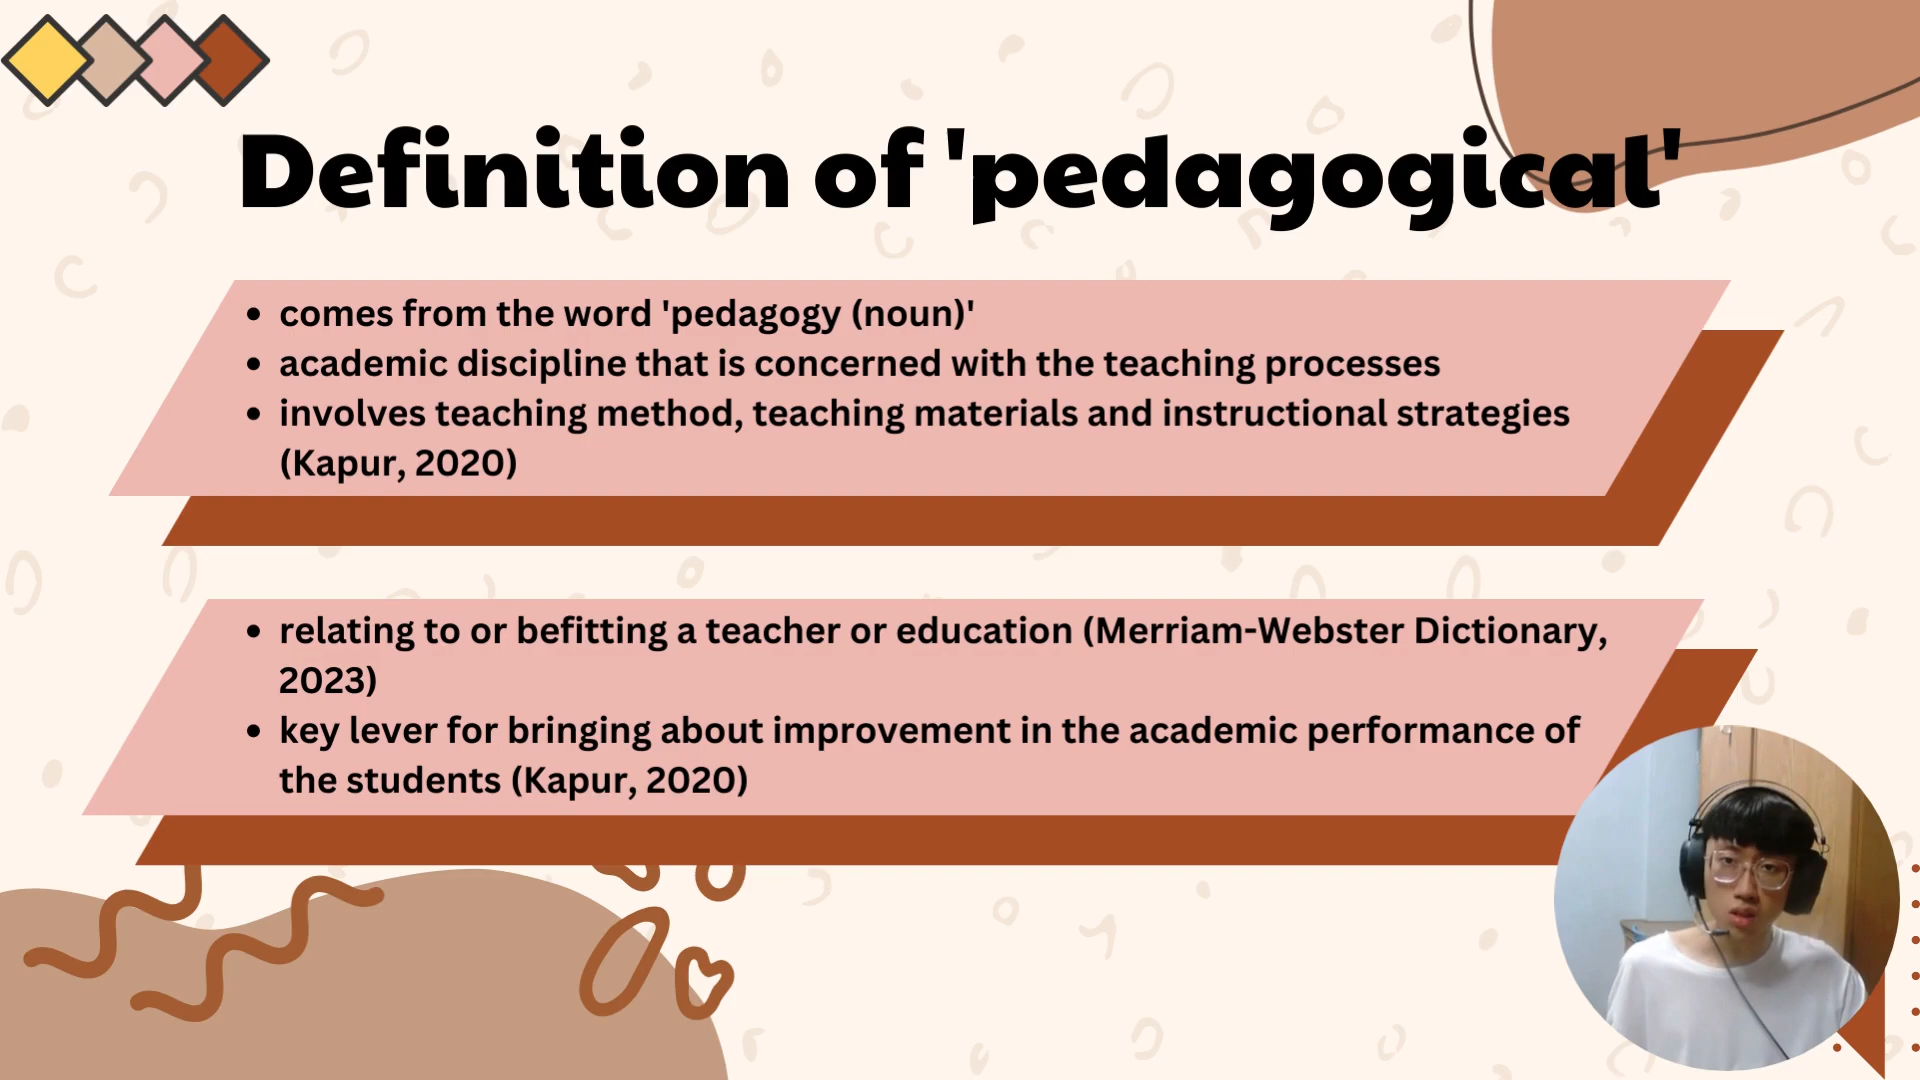 Definition of 'pedagogical'
• comes from the word 'pedagogy (noun)'
• academic discipline that is concerned with the teaching processes
• involves teaching method, teaching materials and instructional strategies
(Kapur, 2020)
• relating to or befitting a teacher or education (Merriam-Webster Dictionary,
2023)
• key lever for bringing about improvement in the academic performance of
the students (Kapur, 2020)